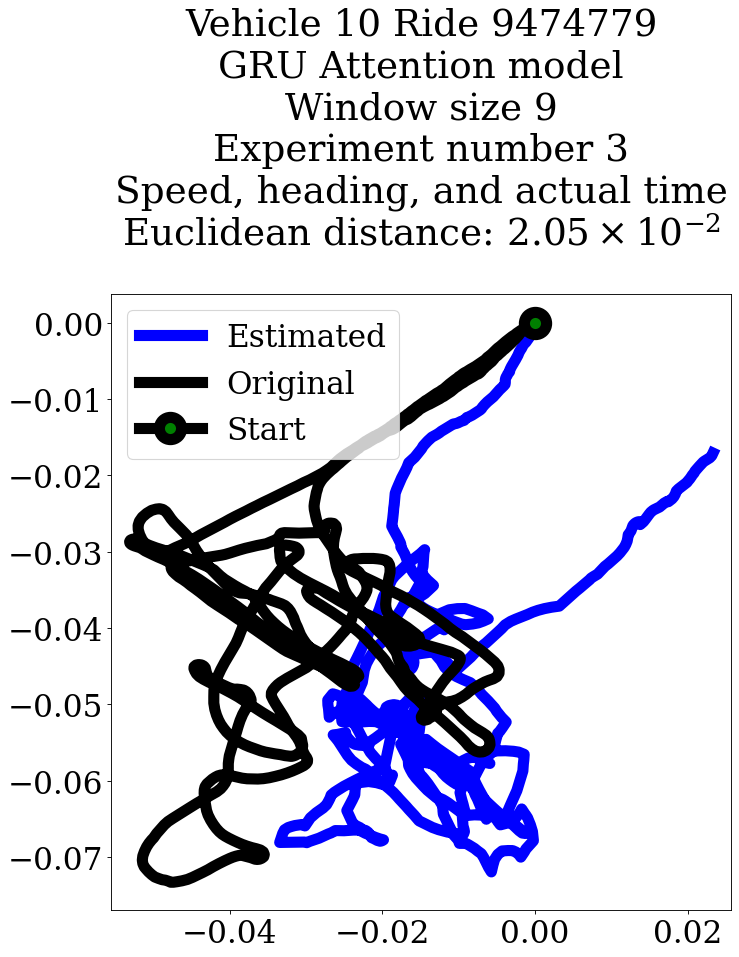 Vehicle 10 Ride 9474779
GRU Attention model
Window size 9
Experiment number 3
Speed, heading, and actual time
Euclidean distance: 2.05 × 10⁻²
Estimated
Original
Start
0.00
−0.01
−0.02
−0.03
−0.04
−0.05
−0.06
−0.07
−0.04 −0.02 0.00 0.02